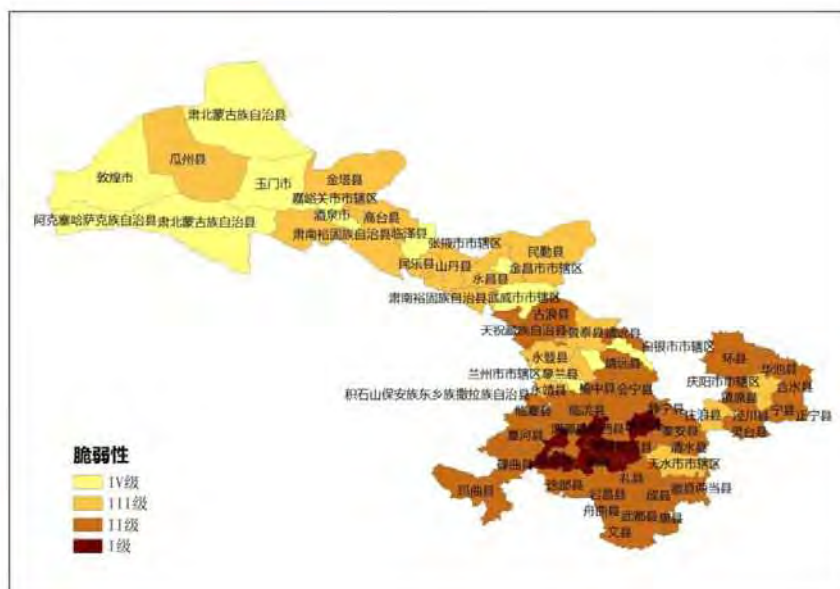 肃北蒙古族自治县
瓜州县
敦煌市
玉门市
金塔县
嘉峪关市市辖区
阿克塞哈萨克族自治县
肃北蒙古族自治县
酒泉市
高台县
肃南裕固族自治县
临泽县
张掖市市辖区
民勤县
民乐县
山丹县
金昌市市辖区
永昌县
肃南裕固族自治县
武威市市辖区
古浪县
天祝藏族自治县
景泰县
白银市市辖区
环县
永登县
靖远县
华池县
兰州市市辖区
皋兰县
庆阳市市辖区
合水县
积石山保安族东乡族撒拉族自治县
永靖县
榆中县
会宁县
镇原县
临夏县
临洮县
静宁县
泾川县
宁县
正宁县
夏河县
秦安县
灵台县
清水县
碌曲县
天水市市辖区
玛曲县
迭部县
礼县
宕昌县
成县
徽县
两当县
舟曲县
武都县
康县
文县
脆弱性
IV级
III级
II级
I级